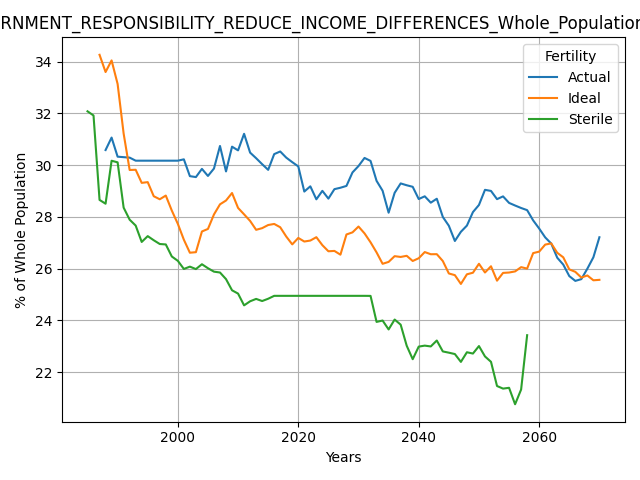 RNMENT_RESPONSIBILITY_REDUCE_INCOME_DIFFERENCES_Whole_Population
Fertility
Actual
Ideal
Sterile
34
32
30
28
26
24
22
% of Whole Population
2000 2020 2040 2060
Years